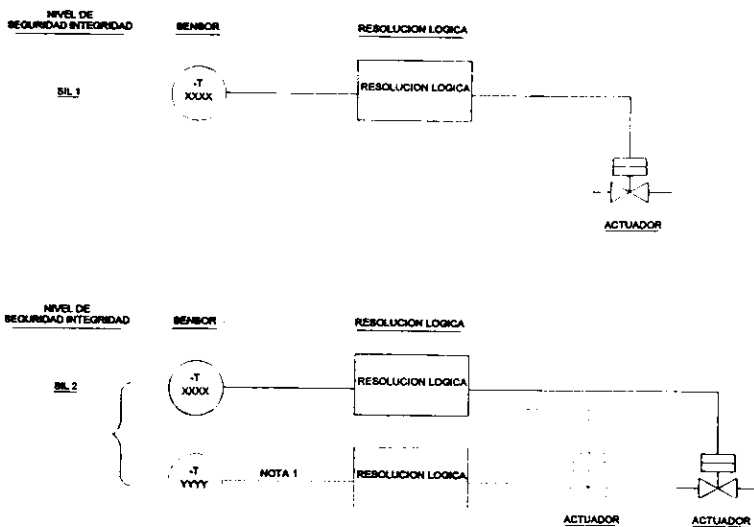 NIVEL DE
SEGURIDAD INTEGRIDAD
SENSOR
RESOLUCION LOGICA
SIL 1
-T
XXXX
RESOLUCION LOGICA
ACTUADOR
NIVEL DE
SEGURIDAD INTEGRIDAD
SENSOR
RESOLUCION LOGICA
SIL 2
-T
XXXX
RESOLUCION LOGICA
-T
YYYY
NOTA 1
RESOLUCION LOGICA
ACTUADOR
ACTUADOR